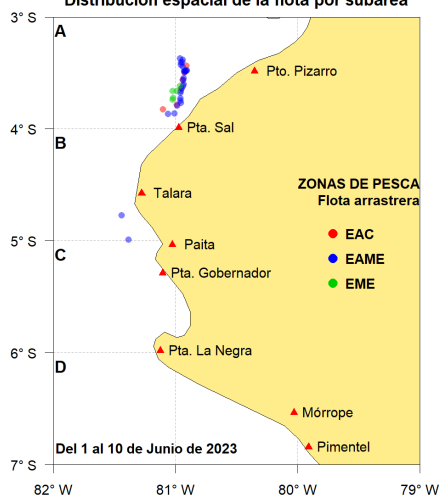 Distribución espacial de la flota por subárea
3° S
A
Pto. Pizarro
4° S
Pta. Sal
B
ZONAS DE PESCA
Talara
Flota arrastrera
EAC
5° S
Paita
C
EAME
Pta. Gobernador
EME
6° S
Pta. La Negra
D
Mórrope
Del 1 al 10 de Junio de 2023
Pimentel
7° S
82° W
81° W
80° W
79° W